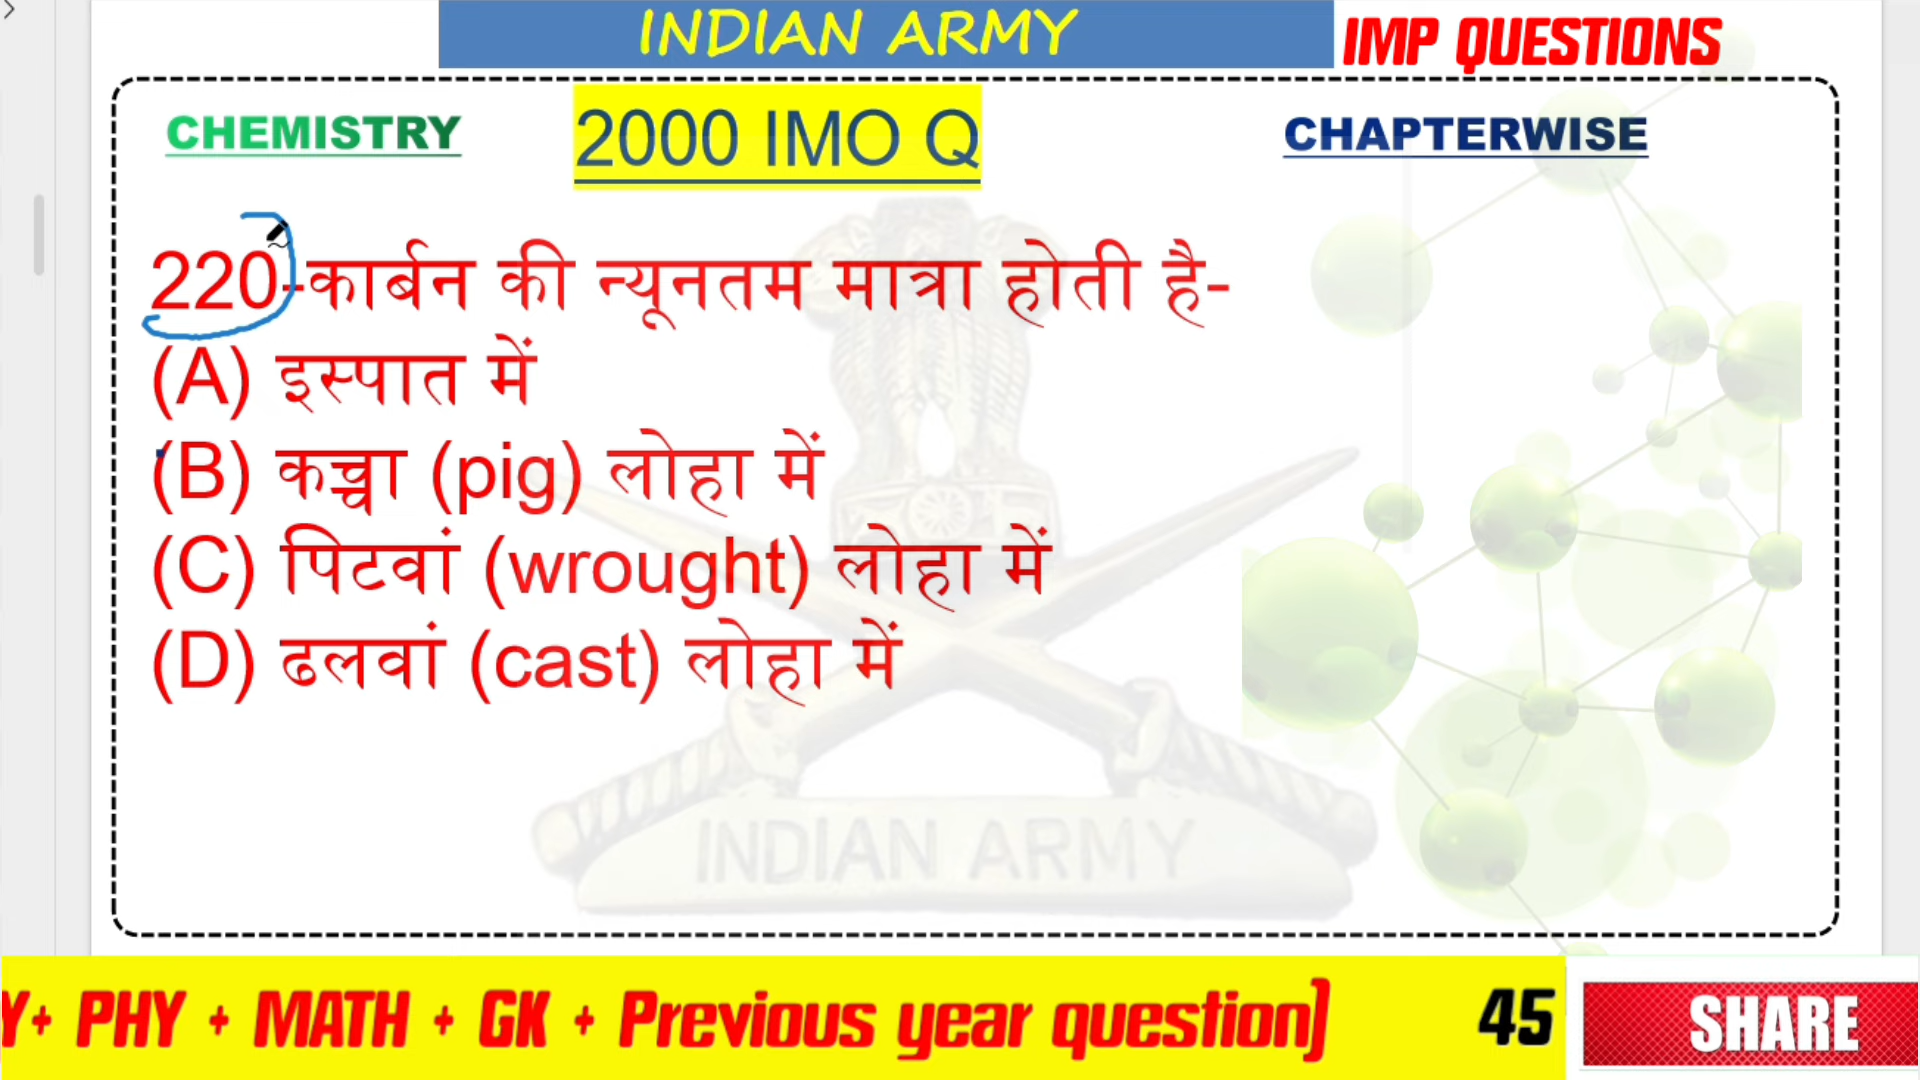 INDIAN ARMY
IMP QUESTIONS
CHEMISTRY
2000 IMO Q
CHAPTERWISE
220-कार्बन की न्यूनतम मात्रा होती है-
(A) इस्पात में
(B) कच्चा (pig) लोहा में
(C) पिटवां (wrought) लोहा में
(D) ढलवां (cast) लोहा में
INDIAN ARMY
Y+ PHY + MATH + GK + Previous year question)
45
SHARE